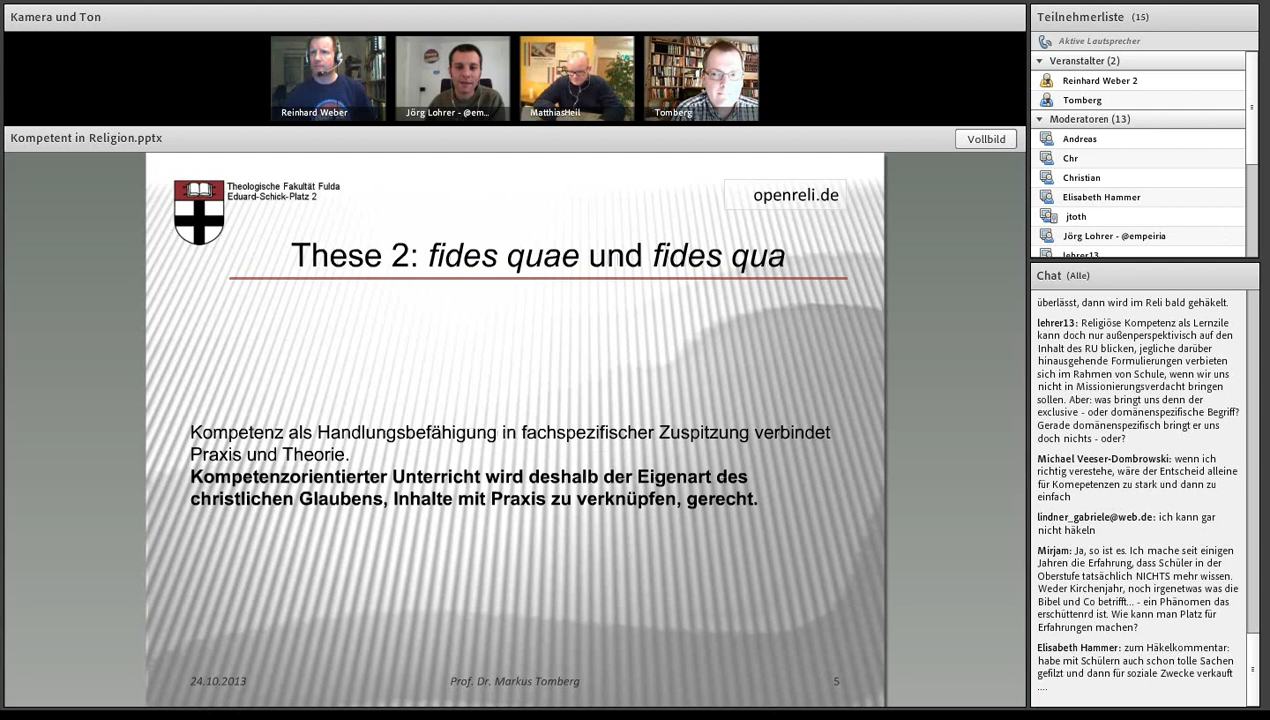 Kamera und Ton
Reinhard Weber
Jörg Lohrer - @em...
MatthiasHeil
Tomberg
Kompetent in Religion.pptx
Vollbild
Theologische Fakultät Fulda
Eduard-Schick-Platz 2
openreli.de
These 2: fides quae und fides qua
Kompetenz als Handlungsbefähigung in fachspezifischer Zuspitzung verbindet
Praxis und Theorie.
Kompetenzorientierter Unterricht wird deshalb der Eigenart des
christlichen Glaubens, Inhalte mit Praxis zu verknüpfen, gerecht.
24.10.2013
Prof. Dr. Markus Tomberg
5
Teilnehmerliste (15)
Aktive Lautsprecher
Veranstalter (2)
Reinhard Weber 2
Tomberg
Moderatoren (13)
Andreas
Chr
Christian
Elisabeth Hammer
jtoth
Jörg Lohrer - @empeiria
lehrer13
Chat (Alle)
überlässt, dann wird im Reli bald gehäkelt.
lehrer13: Religiöse Kompetenz als Lernzile
kann doch nur außenperspektivisch auf den
Inhalt des RU blicken, jegliche darüber
hinausgehende Formulierungen verbieten
sich im Rahmen von Schule, wenn wir uns
nicht in Missionierungsverdacht bringen
sollen. Aber: was bringt uns denn der
exclusive - oder domänenspezifische Begriff?
Gerade domänenspezifisch bringt er uns
doch nichts - oder?
Michael Veeser-Dombrowski: wenn ich
richtig verestehe, wäre der Entscheid alleine
für Komepetenzen zu stark und dann zu
einfach
lindner_gabriele@web.de: ich kann gar
nicht häkeln
Mirjam: Ja, so ist es. Ich mache seit einigen
Jahren die Erfahrung, dass Schüler in der
Oberstufe tatsächlich NICHTS mehr wissen.
Weder Kirchenjahr, noch irgenetwas was die
Bibel und Co betrifft... - ein Phänomen das
erschüttenrd ist. Wie kann man Platz für
Erfahrungen machen?
Elisabeth Hammer: zum Häkelkommentar:
habe mit Schülern auch schon tolle Sachen
gefilzt und dann für soziale Zwecke verkauft
....